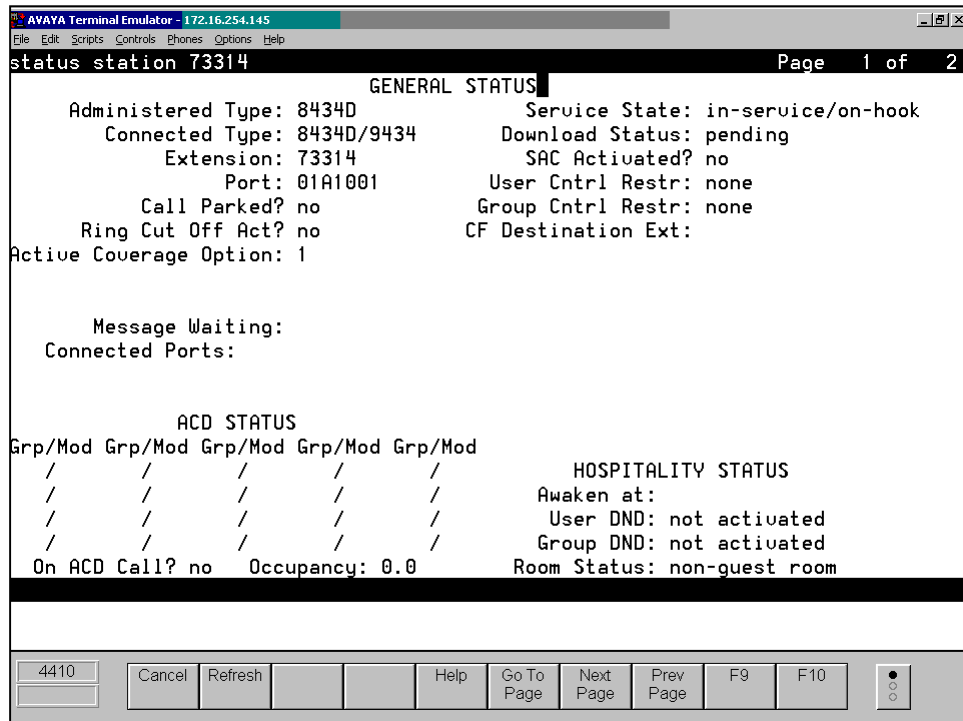 AVAYA Terminal Emulator - 172.16.254.145
File Edit Scripts Controls Phones Options Help
status station 73314 Page 1 of 2
GENERAL STATUS
Administered Type: 8434D Service State: in-service/on-hook
Connected Type: 8434D/9434 Download Status: pending
Extension: 73314 SAC Activated? no
Port: 01A1001 User Cntrl Restr: none
Call Parked? no Group Cntrl Restr: none
Ring Cut Off Act? no CF Destination Ext:
Active Coverage Option: 1
Message Waiting:
Connected Ports:
ACD STATUS
Grp/Mod Grp/Mod Grp/Mod Grp/Mod Grp/Mod
/ / / / / HOSPITALITY STATUS
/ / / / / Awaken at:
/ / / / / User DND: not activated
/ / / / / Group DND: not activated
On ACD Call? no Occupancy: 0.0 Room Status: non-guest room
4410 Cancel Refresh Help Go To Page Next Page Prev Page F9 F10